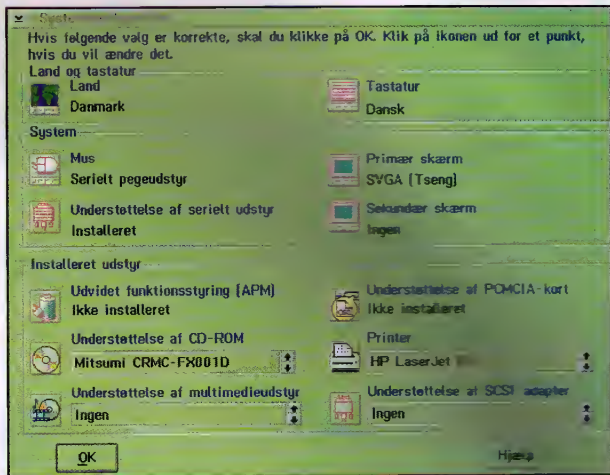 Hvis følgende valg er korrekte, skal du klikke på OK. Klik på ikonen ud for et punkt,
hvis du vil ændre det.
Land og tastatur
Land
Danmark
Tastatur
Dansk
System
Mus
Serielt pegeudstyr
Primær skærm
SVGA (Tseng)
Understøttelse af serielt udstyr
Installeret
Sekundær skærm
Ingen
Installeret udstyr
Udvidet funktionsstyring (APM)
Ikke installeret
Understøttelse af PCMCIA-kort
Ikke installeret
Understøttelse af CD-ROM
Mitsumi CRMC-FX001D
Printer
HP LaserJet
Understøttelse af multimedieudstyr
Ingen
Understøttelse af SCSI adapter
Ingen
OK
Hjælp